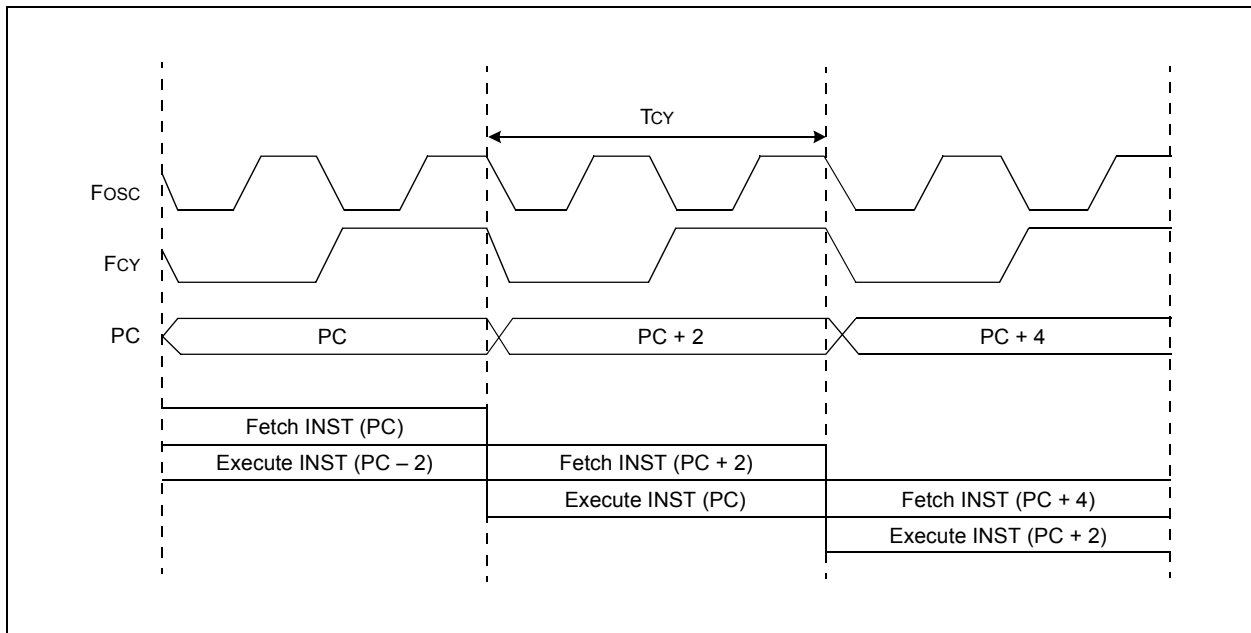 TCY
FOSC
FCY
PC PC PC + 2 PC + 4
Fetch INST (PC)
Execute INST (PC – 2) Fetch INST (PC + 2)
Execute INST (PC) Fetch INST (PC + 4)
Execute INST (PC + 2)